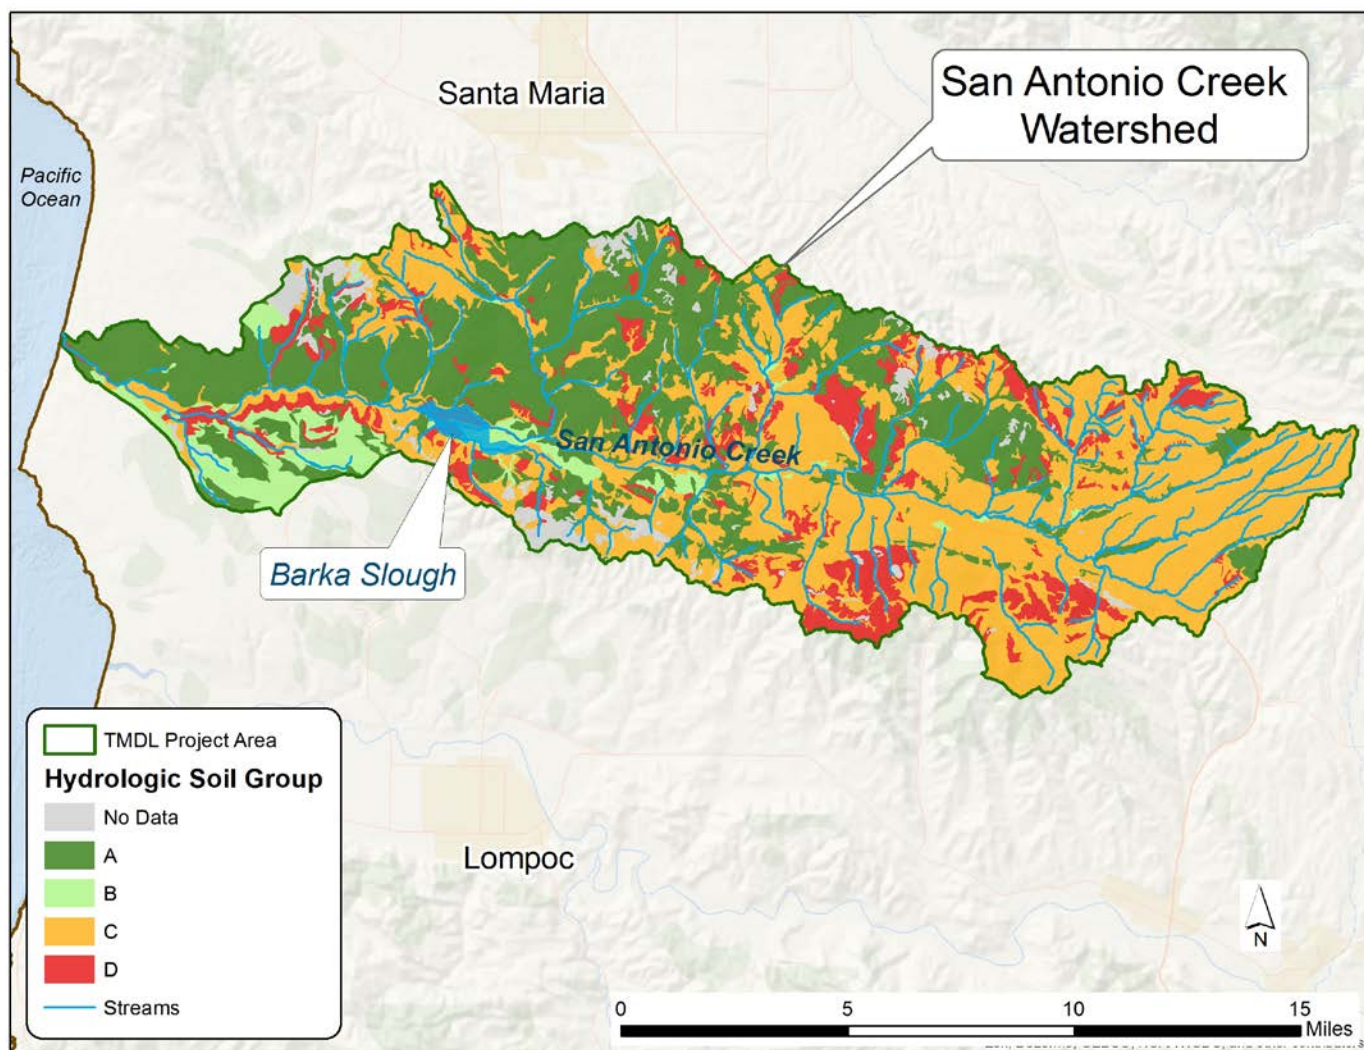 Santa Maria
San Antonio Creek
Watershed
Pacific
Ocean
San Antonio Creek
Barka Slough
Lompoc
TMDL Project Area
Hydrologic Soil Group
No Data
A
B
C
D
Streams
N
0 5 10 15
Miles